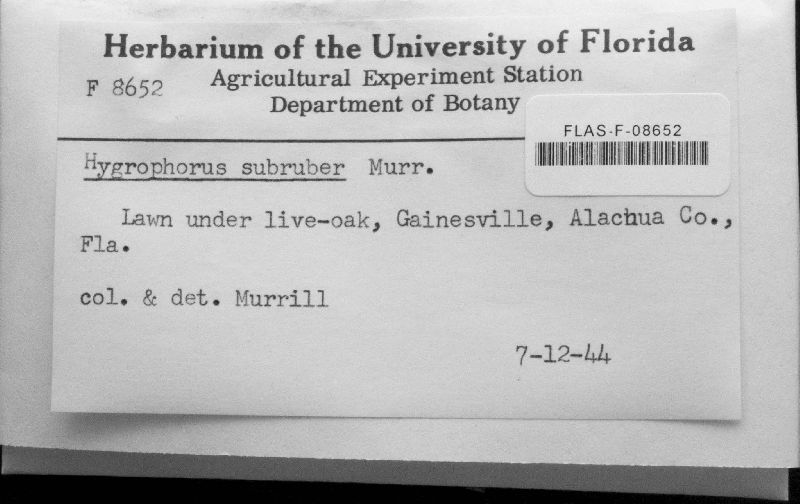 Herbarium of the University of Florida
F 8652
Agricultural Experiment Station
Department of Botany
FLAS-F-08652
Hygrophorus subruber Murr.
Lawn under live-oak, Gainesville, Alachua Co.,
Fla.
col. & det. Murrill
7-12-44